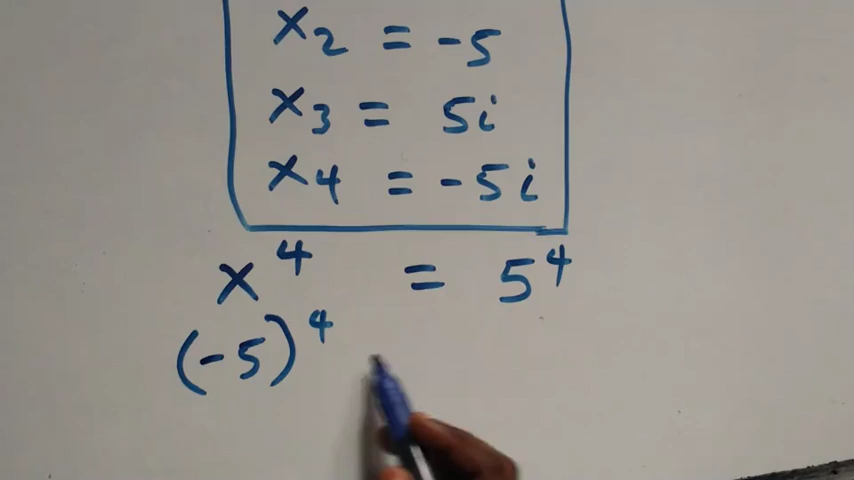 x₂ = -5
x₃ = 5i
x₄ = -5i
x⁴ = 5⁴
(-5)⁴